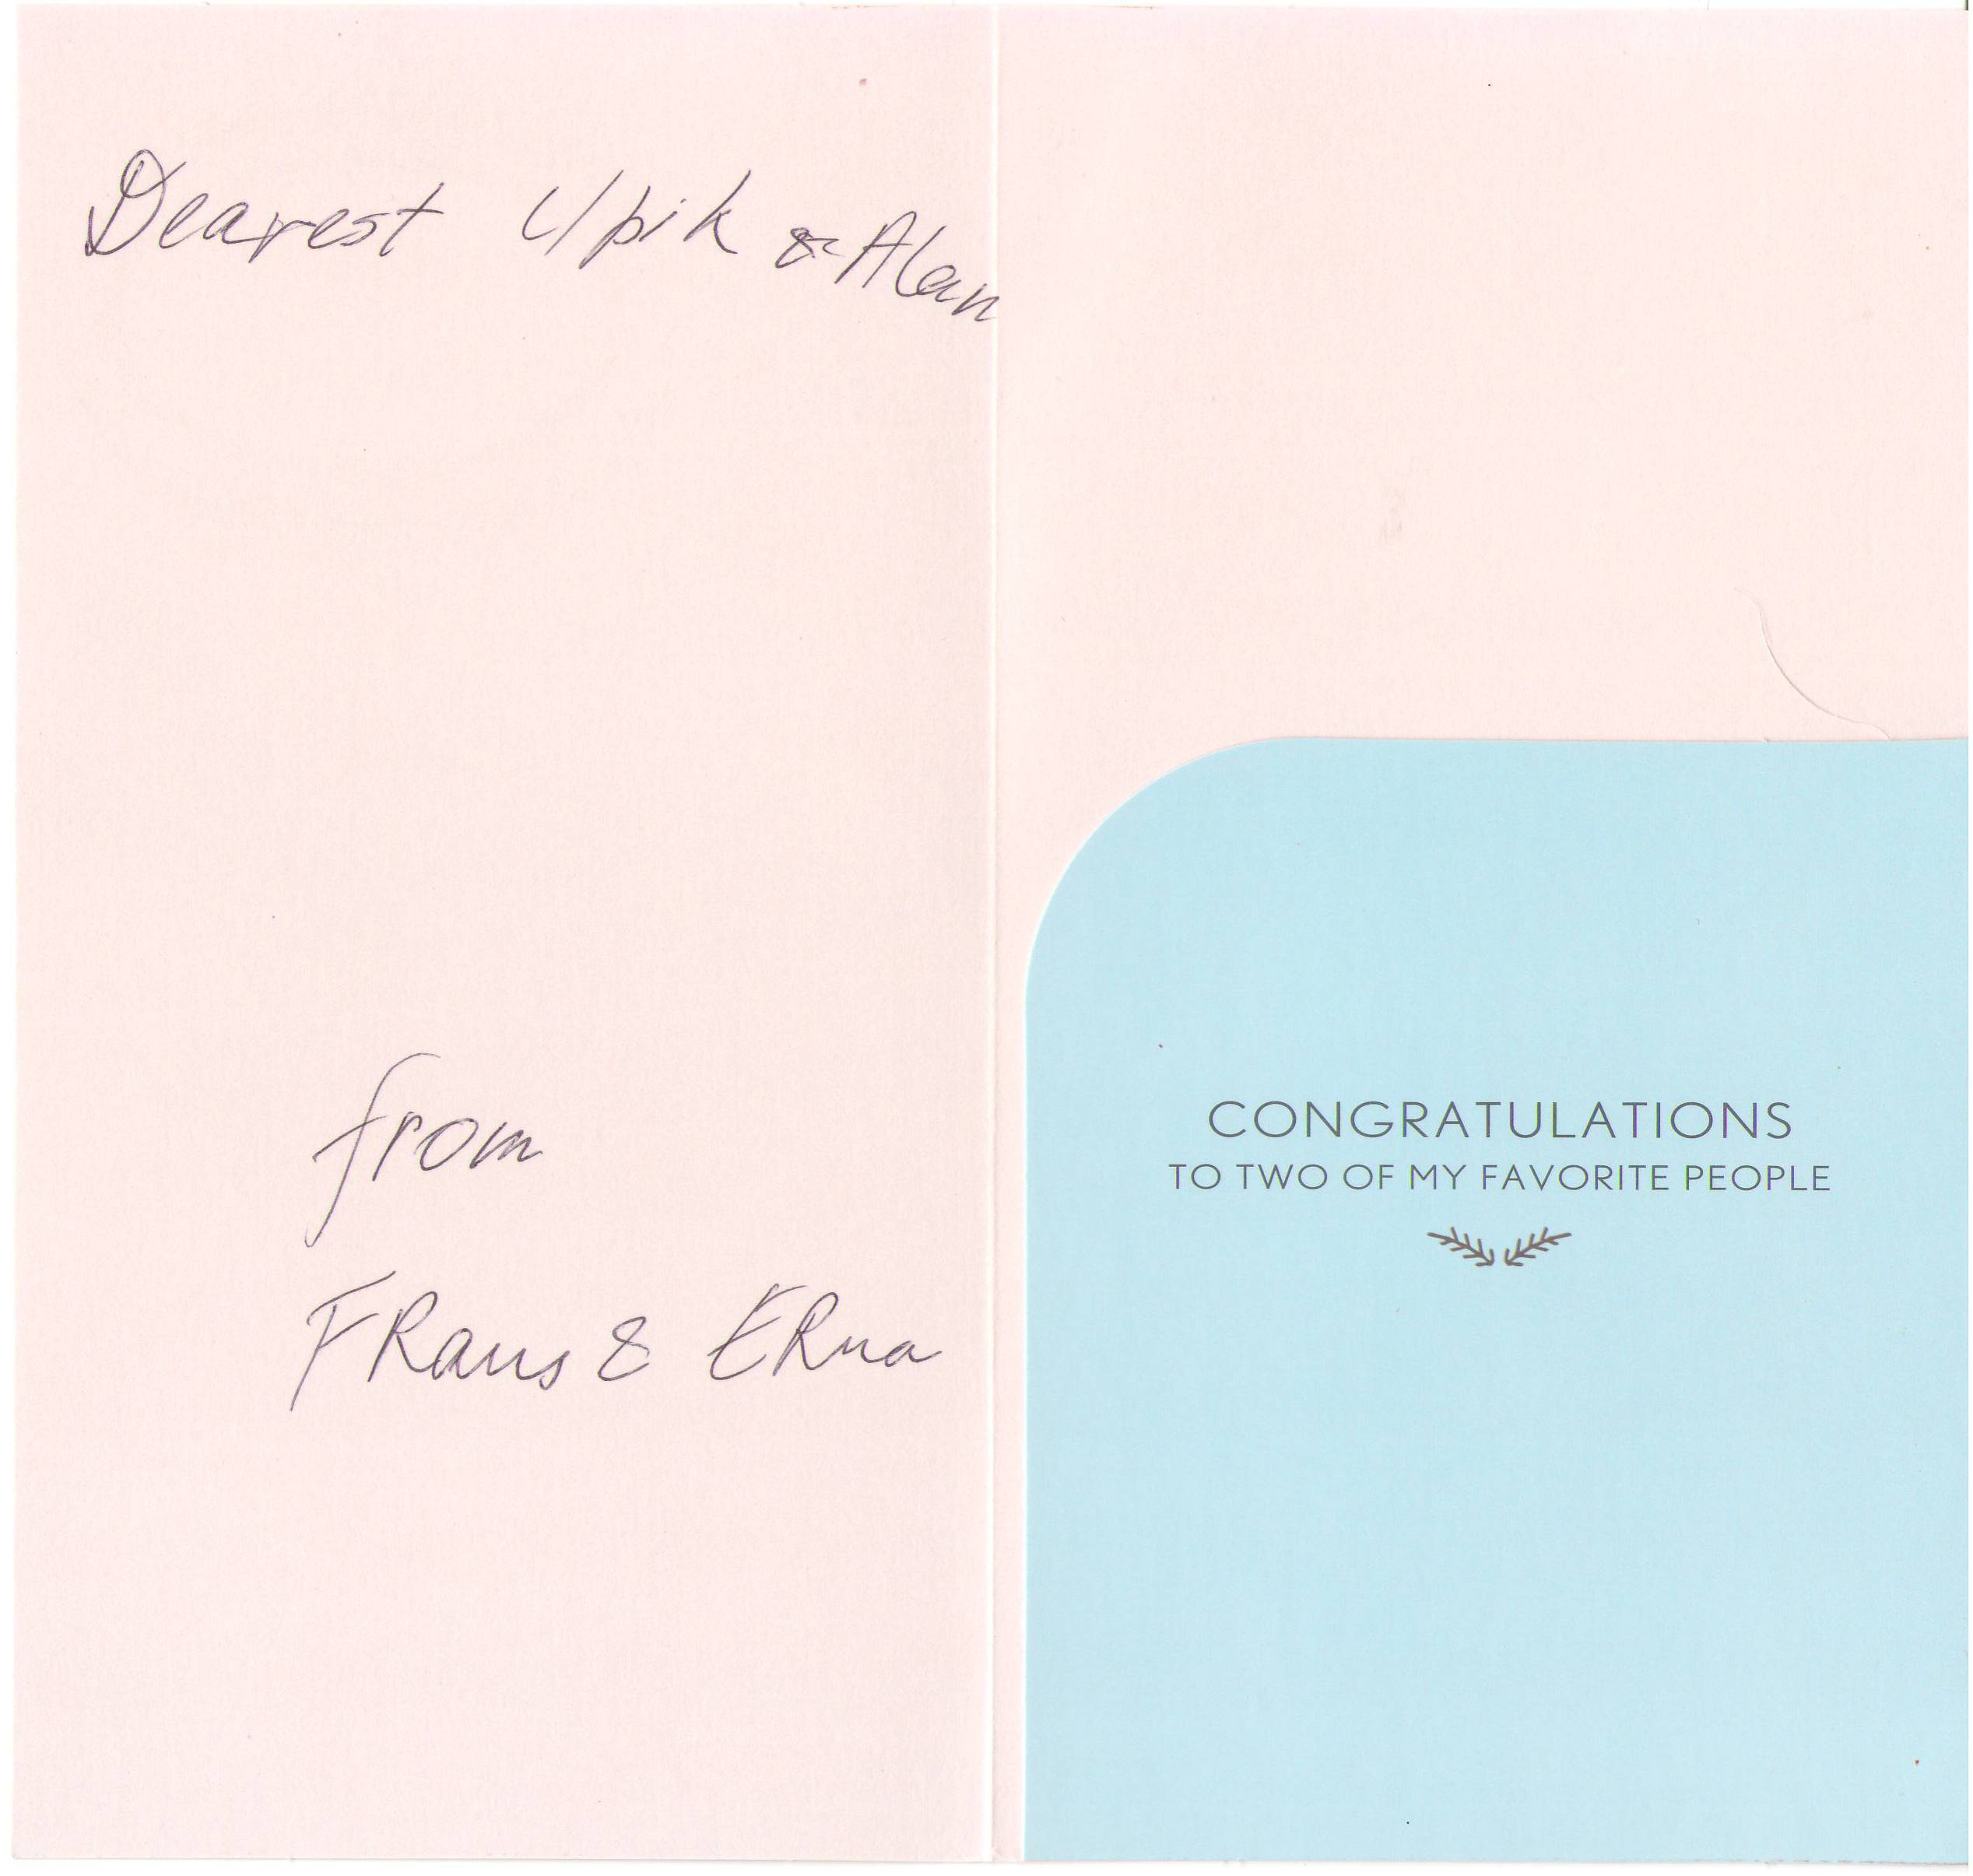 Dearest Upik & Alan
from
FRans & ERna
CONGRATULATIONS
TO TWO OF MY FAVORITE PEOPLE